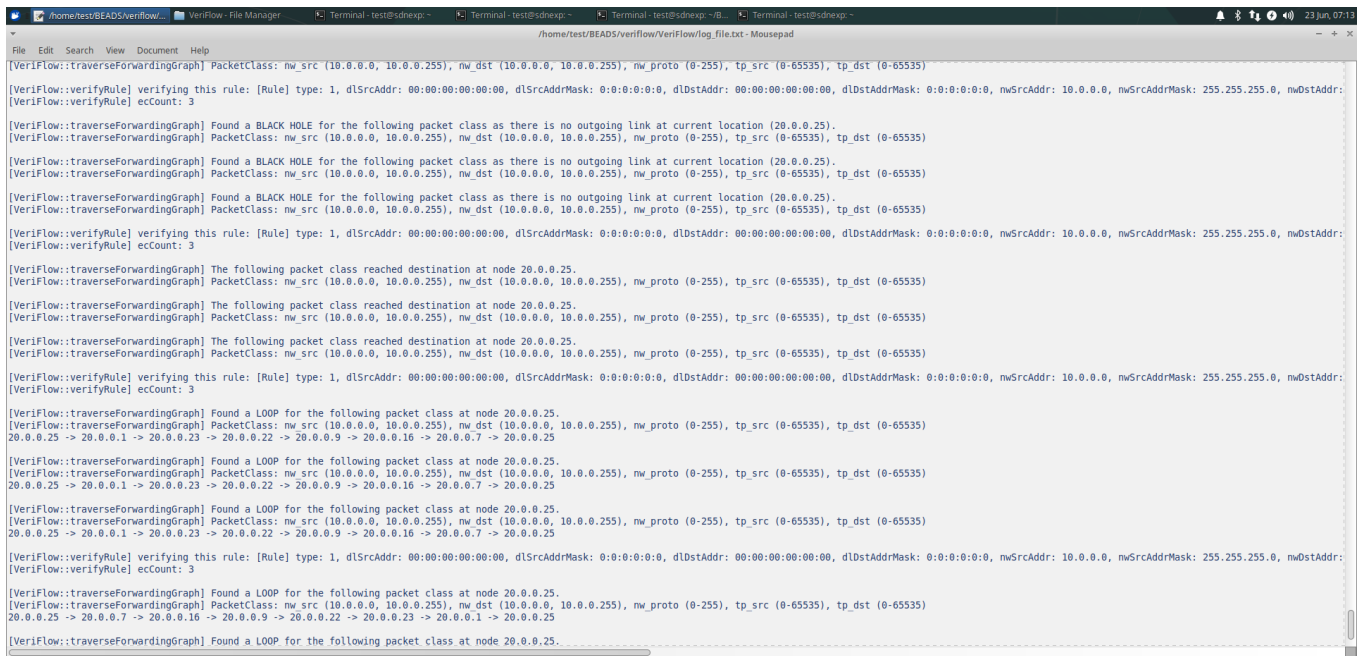 /home/test/BEADS/veriflow/... VeriFlow - File Manager Terminal - test@sdnexp: ~ Terminal - test@sdnexp: ~ Terminal - test@sdnexp: ~/B... Terminal - test@sdnexp: ~ 23 Jun, 07:13
/home/test/BEADS/veriflow/VeriFlow/log_file.txt - Mousepad
File Edit Search View Document Help
[VeriFlow::traverseForwardingGraph] PacketClass: nw_src (10.0.0.0, 10.0.0.255), nw_dst (10.0.0.0, 10.0.0.255), nw_proto (0-255), tp_src (0-65535), tp_dst (0-65535)
[VeriFlow::verifyRule] verifying this rule: [Rule] type: 1, dlSrcAddr: 00:00:00:00:00:00, dlSrcAddrMask: 0:0:0:0:0:0, dlDstAddr: 00:00:00:00:00:00, dlDstAddrMask: 0:0:0:0:0:0, nwSrcAddr: 10.0.0.0, nwSrcAddrMask: 255.255.255.0, nwDstAddr:
[VeriFlow::verifyRule] ecCount: 3
[VeriFlow::traverseForwardingGraph] Found a BLACK HOLE for the following packet class as there is no outgoing link at current location (20.0.0.25).
[VeriFlow::traverseForwardingGraph] PacketClass: nw_src (10.0.0.0, 10.0.0.255), nw_dst (10.0.0.0, 10.0.0.255), nw_proto (0-255), tp_src (0-65535), tp_dst (0-65535)
[VeriFlow::traverseForwardingGraph] Found a BLACK HOLE for the following packet class as there is no outgoing link at current location (20.0.0.25).
[VeriFlow::traverseForwardingGraph] PacketClass: nw_src (10.0.0.0, 10.0.0.255), nw_dst (10.0.0.0, 10.0.0.255), nw_proto (0-255), tp_src (0-65535), tp_dst (0-65535)
[VeriFlow::traverseForwardingGraph] Found a BLACK HOLE for the following packet class as there is no outgoing link at current location (20.0.0.25).
[VeriFlow::traverseForwardingGraph] PacketClass: nw_src (10.0.0.0, 10.0.0.255), nw_dst (10.0.0.0, 10.0.0.255), nw_proto (0-255), tp_src (0-65535), tp_dst (0-65535)
[VeriFlow::verifyRule] verifying this rule: [Rule] type: 1, dlSrcAddr: 00:00:00:00:00:00, dlSrcAddrMask: 0:0:0:0:0:0, dlDstAddr: 00:00:00:00:00:00, dlDstAddrMask: 0:0:0:0:0:0, nwSrcAddr: 10.0.0.0, nwSrcAddrMask: 255.255.255.0, nwDstAddr:
[VeriFlow::verifyRule] ecCount: 3
[VeriFlow::traverseForwardingGraph] The following packet class reached destination at node 20.0.0.25.
[VeriFlow::traverseForwardingGraph] PacketClass: nw_src (10.0.0.0, 10.0.0.255), nw_dst (10.0.0.0, 10.0.0.255), nw_proto (0-255), tp_src (0-65535), tp_dst (0-65535)
[VeriFlow::traverseForwardingGraph] The following packet class reached destination at node 20.0.0.25.
[VeriFlow::traverseForwardingGraph] PacketClass: nw_src (10.0.0.0, 10.0.0.255), nw_dst (10.0.0.0, 10.0.0.255), nw_proto (0-255), tp_src (0-65535), tp_dst (0-65535)
[VeriFlow::traverseForwardingGraph] The following packet class reached destination at node 20.0.0.25.
[VeriFlow::traverseForwardingGraph] PacketClass: nw_src (10.0.0.0, 10.0.0.255), nw_dst (10.0.0.0, 10.0.0.255), nw_proto (0-255), tp_src (0-65535), tp_dst (0-65535)
[VeriFlow::verifyRule] verifying this rule: [Rule] type: 1, dlSrcAddr: 00:00:00:00:00:00, dlSrcAddrMask: 0:0:0:0:0:0, dlDstAddr: 00:00:00:00:00:00, dlDstAddrMask: 0:0:0:0:0:0, nwSrcAddr: 10.0.0.0, nwSrcAddrMask: 255.255.255.0, nwDstAddr:
[VeriFlow::verifyRule] ecCount: 3
[VeriFlow::traverseForwardingGraph] Found a LOOP for the following packet class at node 20.0.0.25.
[VeriFlow::traverseForwardingGraph] PacketClass: nw_src (10.0.0.0, 10.0.0.255), nw_dst (10.0.0.0, 10.0.0.255), nw_proto (0-255), tp_src (0-65535), tp_dst (0-65535)
20.0.0.25 -> 20.0.0.1 -> 20.0.0.23 -> 20.0.0.22 -> 20.0.0.9 -> 20.0.0.16 -> 20.0.0.7 -> 20.0.0.25
[VeriFlow::traverseForwardingGraph] Found a LOOP for the following packet class at node 20.0.0.25.
[VeriFlow::traverseForwardingGraph] PacketClass: nw_src (10.0.0.0, 10.0.0.255), nw_dst (10.0.0.0, 10.0.0.255), nw_proto (0-255), tp_src (0-65535), tp_dst (0-65535)
20.0.0.25 -> 20.0.0.1 -> 20.0.0.23 -> 20.0.0.22 -> 20.0.0.9 -> 20.0.0.16 -> 20.0.0.7 -> 20.0.0.25
[VeriFlow::traverseForwardingGraph] Found a LOOP for the following packet class at node 20.0.0.25.
[VeriFlow::traverseForwardingGraph] PacketClass: nw_src (10.0.0.0, 10.0.0.255), nw_dst (10.0.0.0, 10.0.0.255), nw_proto (0-255), tp_src (0-65535), tp_dst (0-65535)
20.0.0.25 -> 20.0.0.1 -> 20.0.0.23 -> 20.0.0.22 -> 20.0.0.9 -> 20.0.0.16 -> 20.0.0.7 -> 20.0.0.25
[VeriFlow::verifyRule] verifying this rule: [Rule] type: 1, dlSrcAddr: 00:00:00:00:00:00, dlSrcAddrMask: 0:0:0:0:0:0, dlDstAddr: 00:00:00:00:00:00, dlDstAddrMask: 0:0:0:0:0:0, nwSrcAddr: 10.0.0.0, nwSrcAddrMask: 255.255.255.0, nwDstAddr:
[VeriFlow::verifyRule] ecCount: 3
[VeriFlow::traverseForwardingGraph] Found a LOOP for the following packet class at node 20.0.0.25.
[VeriFlow::traverseForwardingGraph] PacketClass: nw_src (10.0.0.0, 10.0.0.255), nw_dst (10.0.0.0, 10.0.0.255), nw_proto (0-255), tp_src (0-65535), tp_dst (0-65535)
20.0.0.25 -> 20.0.0.7 -> 20.0.0.16 -> 20.0.0.9 -> 20.0.0.22 -> 20.0.0.23 -> 20.0.0.1 -> 20.0.0.25
[VeriFlow::traverseForwardingGraph] Found a LOOP for the following packet class at node 20.0.0.25.